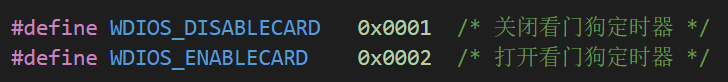 #define WDIOS_DISABLECARD   0x0001  /* 关闭看门狗定时器 */
#define WDIOS_ENABLECARD    0x0002  /* 打开看门狗定时器 */